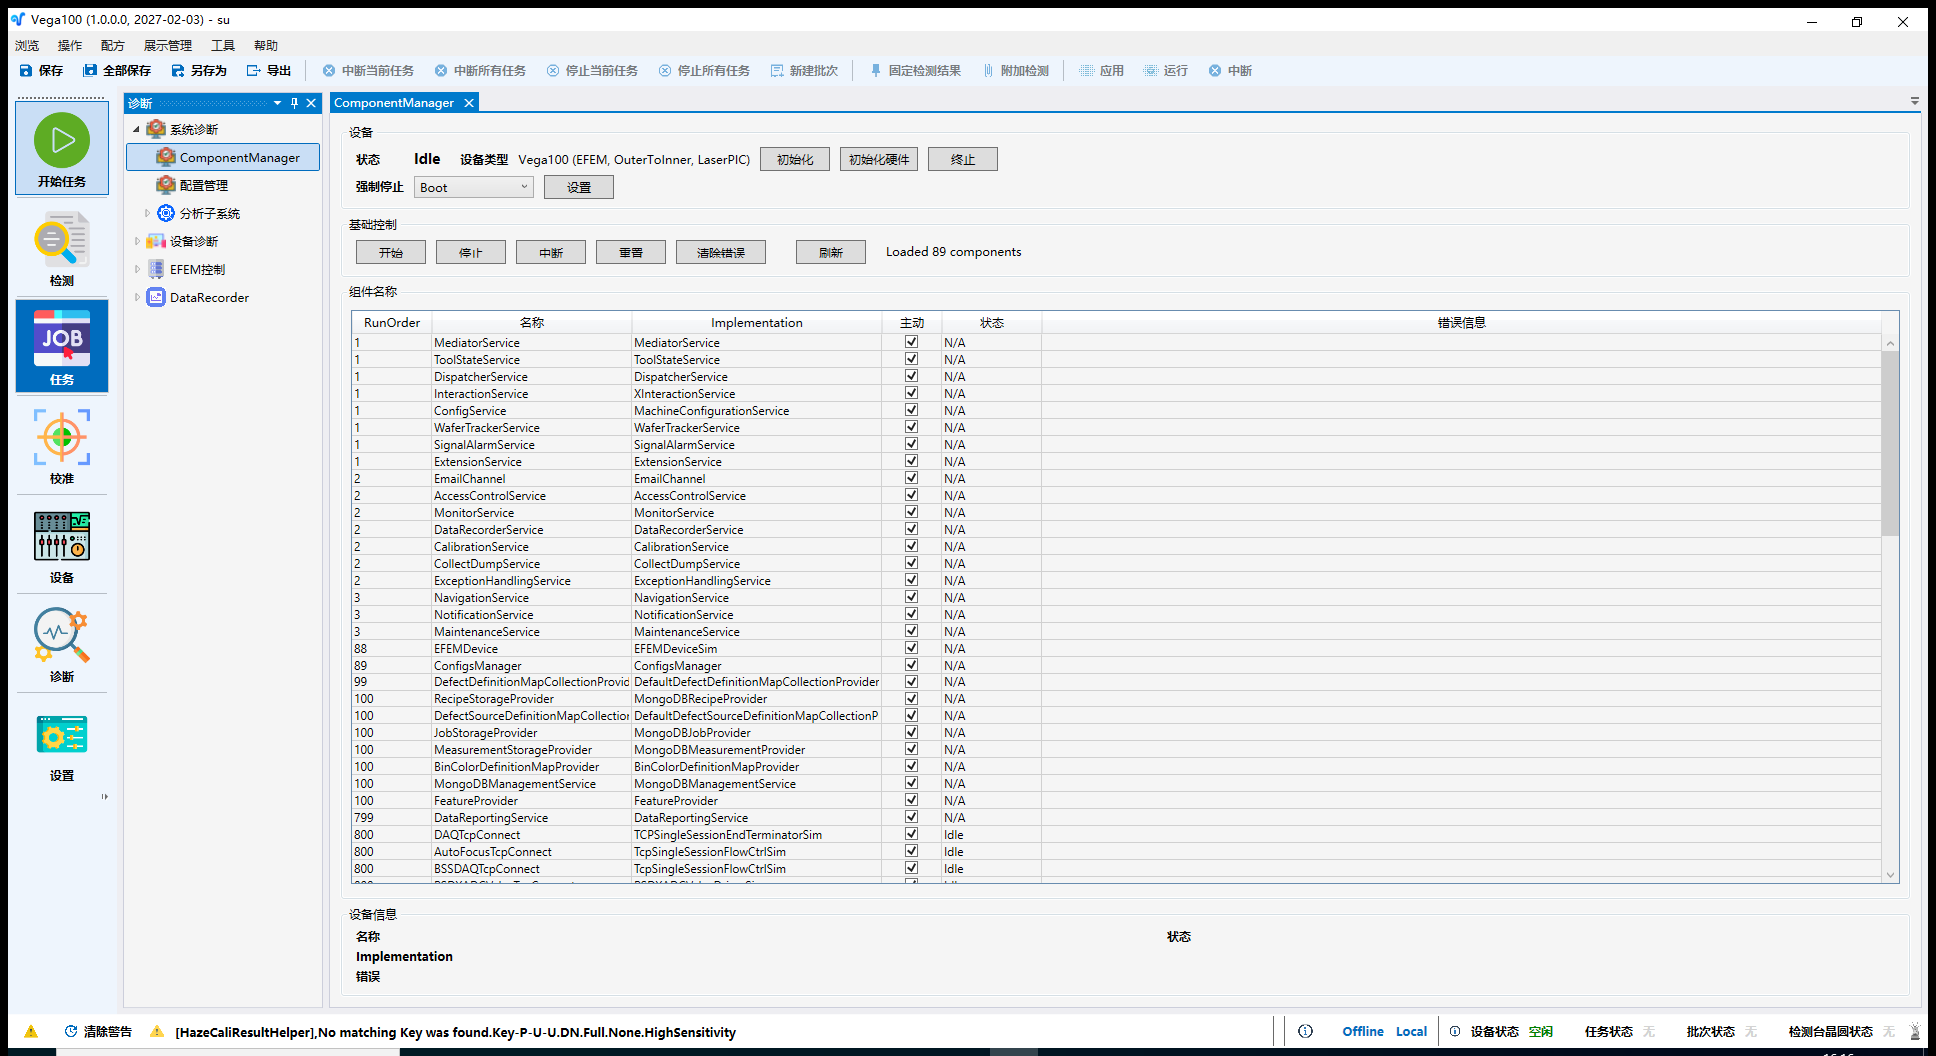 Vega100 (1.0.0.0, 2027-02-03) - su
浏览 操作 配方 展示管理 工具 帮助
保存 全部保存 另存为 导出 中断当前任务 中断所有任务 停止当前任务 停止所有任务 新建批次 固定检测结果 附加检测 应用 运行 中断
开始任务
检测
JOB
任务
校准
设备
诊断
设置
诊断
系统诊断
ComponentManager
配置管理
分析子系统
设备诊断
EFEM控制
DataRecorder
ComponentManager
设备
状态 Idle 设备类型 Vega100 (EFEM, OuterToInner, LaserPIC) 初始化 初始化硬件 终止
强制停止 Boot 设置
基础控制
开始 停止 中断 重置 清除错误 刷新 Loaded 89 components
组件名称
RunOrder 名称 Implementation 主动 状态 错误信息
1 MediatorService MediatorService N/A
1 ToolStateService ToolStateService N/A
1 DispatcherService DispatcherService N/A
1 InteractionService XInteractionService N/A
1 ConfigService MachineConfigurationService N/A
1 WaferTrackerService WaferTrackerService N/A
1 SignalAlarmService SignalAlarmService N/A
1 ExtensionService ExtensionService N/A
2 EmailChannel EmailChannel N/A
2 AccessControlService AccessControlService N/A
2 MonitorService MonitorService N/A
2 DataRecorderService DataRecorderService N/A
2 CalibrationService CalibrationService N/A
2 CollectDumpService CollectDumpService N/A
2 ExceptionHandlingService ExceptionHandlingService N/A
3 NavigationService NavigationService N/A
3 NotificationService NotificationService N/A
3 MaintenanceService MaintenanceService N/A
88 EFEMDevice EFEMDeviceSim N/A
89 ConfigsManager ConfigsManager N/A
99 DefectDefinitionMapCollectionProvid DefaultDefectDefinitionMapCollectionProvider N/A
100 RecipeStorageProvider MongoDBRecipeProvider N/A
100 DefectSourceDefinitionMapCollection DefaultDefectSourceDefinitionMapCollectionP N/A
100 JobStorageProvider MongoDBJobProvider N/A
100 MeasurementStorageProvider MongoDBMeasurementProvider N/A
100 BinColorDefinitionMapProvider BinColorDefinitionMapProvider N/A
100 MongoDBManagementService MongoDBManagementService N/A
100 FeatureProvider FeatureProvider N/A
799 DataReportingService DataReportingService N/A
800 DAQTcpConnect TCPSingleSessionEndTerminatorSim Idle
800 AutoFocusTcpConnect TcpSingleSessionFlowCtrlSim Idle
800 BSSDAQTcpConnect TcpSingleSessionFlowCtrlSim Idle
设备信息
名称 状态
Implementation
错误
清除警告 [HazeCaliResultHelper],No matching Key was found.Key-P-U-U.DN.Full.None.HighSensitivity Offline Local 设备状态 空闲 任务状态 无 批次状态 无 检测台晶圆状态 无